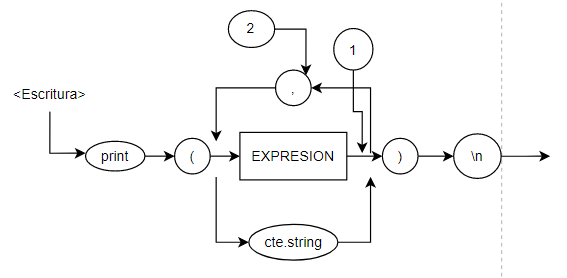 2
1
<Escritura>
,
print
(
EXPRESION
)
\n
cte.string